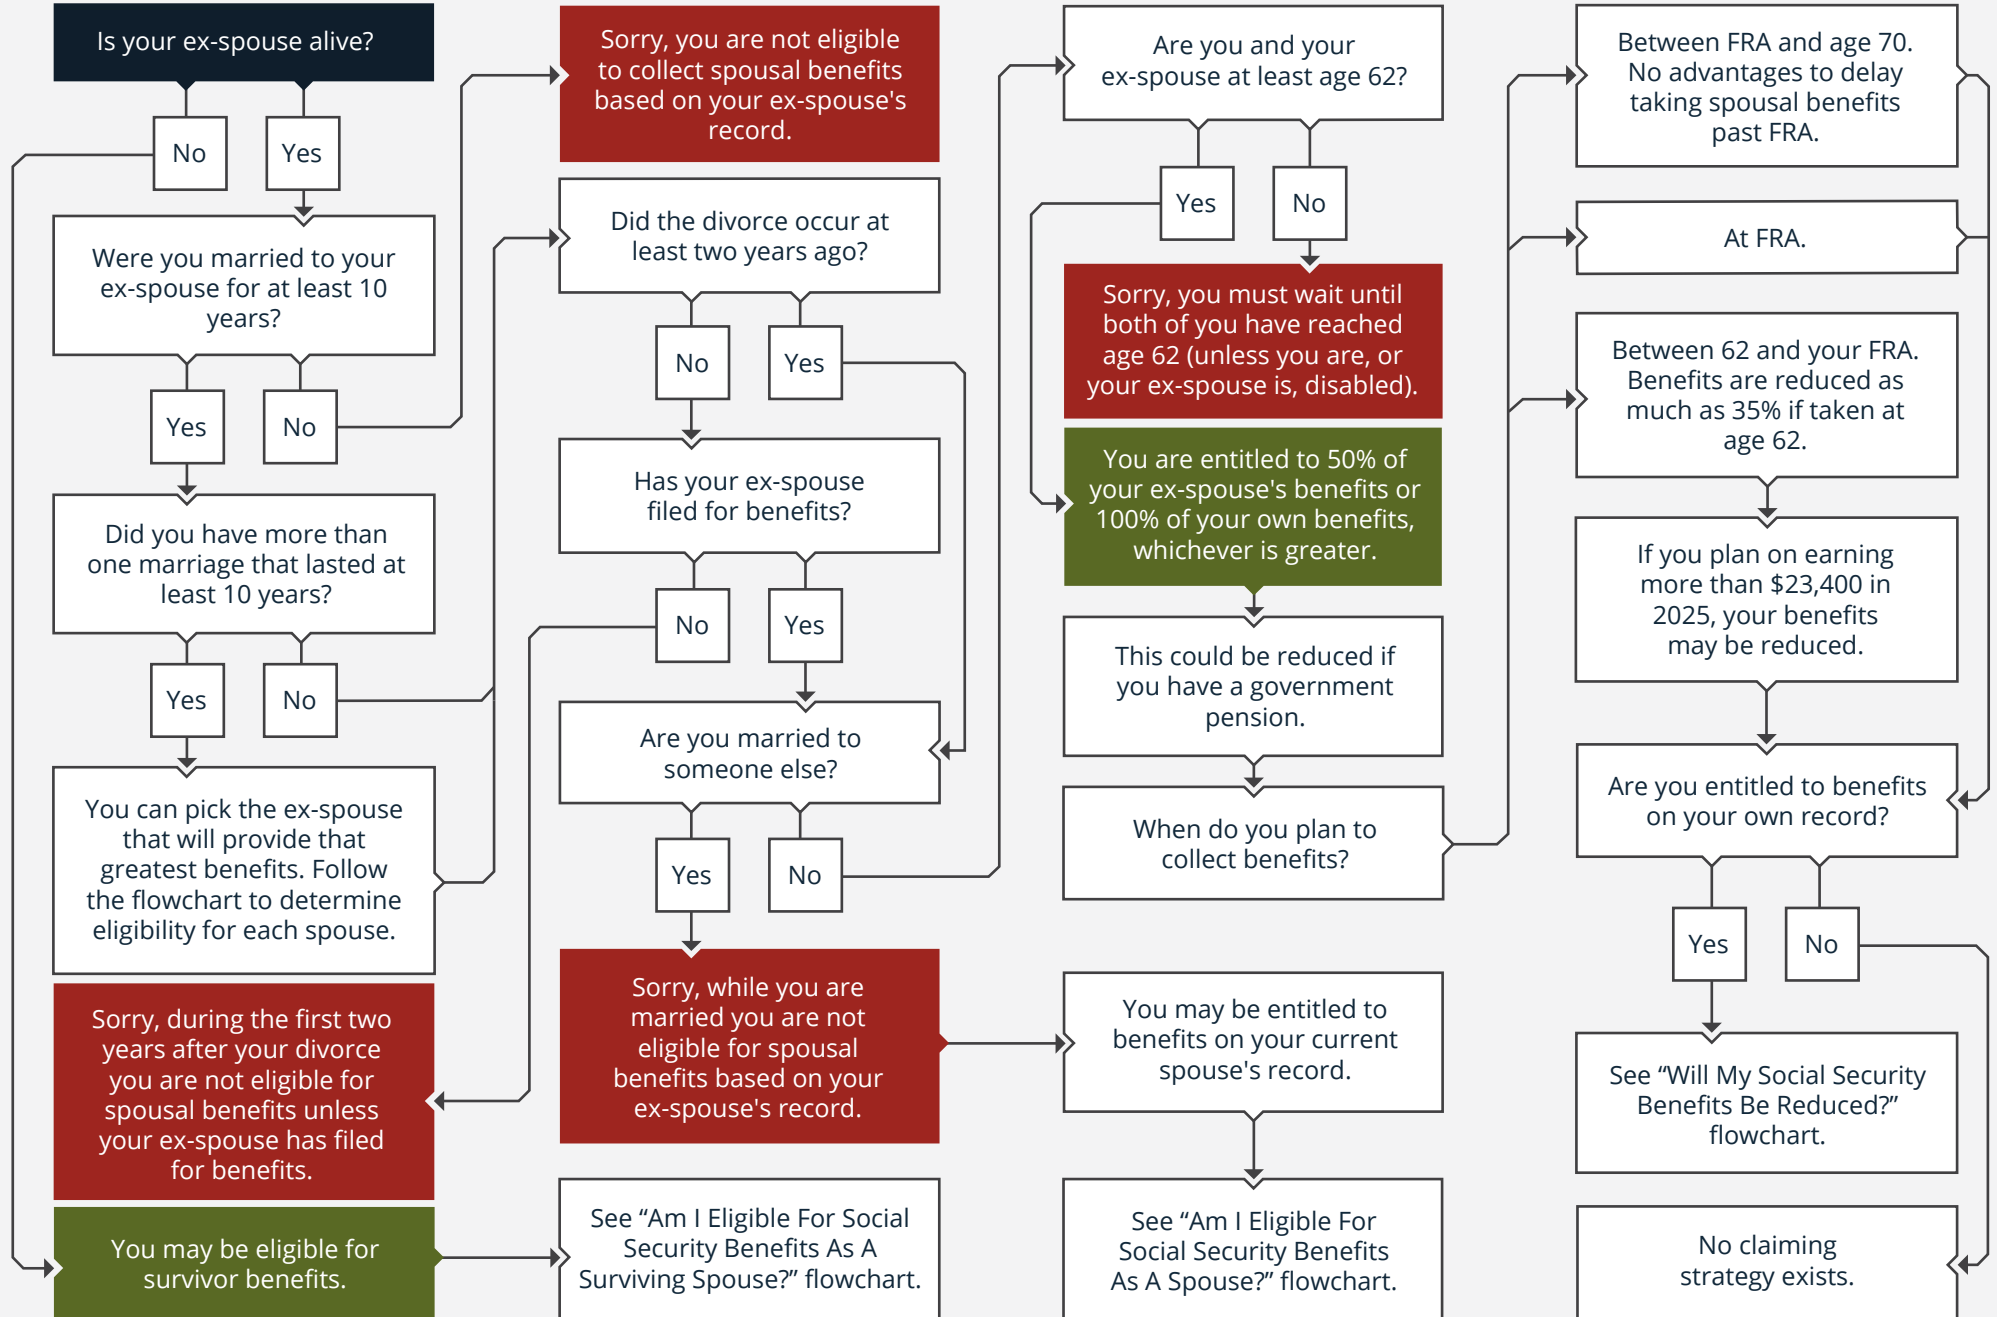 Is your ex-spouse alive?
No
Yes
Were you married to your
ex-spouse for at least 10
years?
Yes
No
Did you have more than
one marriage that lasted at
least 10 years?
Yes
No
You can pick the ex-spouse
that will provide that
greatest benefits. Follow
the flowchart to determine
eligibility for each spouse.
Sorry, during the first two
years after your divorce
you are not eligible for
spousal benefits unless
your ex-spouse has filed
for benefits.
You may be eligible for
survivor benefits.
Sorry, you are not eligible
to collect spousal benefits
based on your ex-spouse's
record.
Did the divorce occur at
least two years ago?
No
Yes
Has your ex-spouse
filed for benefits?
No
Yes
Are you married to
someone else?
Yes
No
Sorry, while you are
married you are not
eligible for spousal
benefits based on your
ex-spouse's record.
See “Am I Eligible For Social
Security Benefits As A
Surviving Spouse?” flowchart.
Are you and your
ex-spouse at least age 62?
Yes
No
Sorry, you must wait until
both of you have reached
age 62 (unless you are, or
your ex-spouse is, disabled).
You are entitled to 50% of
your ex-spouse's benefits or
100% of your own benefits,
whichever is greater.
This could be reduced if
you have a government
pension.
When do you plan to
collect benefits?
You may be entitled to
benefits on your current
spouse's record.
See “Am I Eligible For
Social Security Benefits
As A Spouse?” flowchart.
Between FRA and age 70.
No advantages to delay
taking spousal benefits
past FRA.
At FRA.
Between 62 and your FRA.
Benefits are reduced as
much as 35% if taken at
age 62.
If you plan on earning
more than $23,400 in
2025, your benefits
may be reduced.
Are you entitled to benefits
on your own record?
Yes
No
See “Will My Social Security
Benefits Be Reduced?”
flowchart.
No claiming
strategy exists.